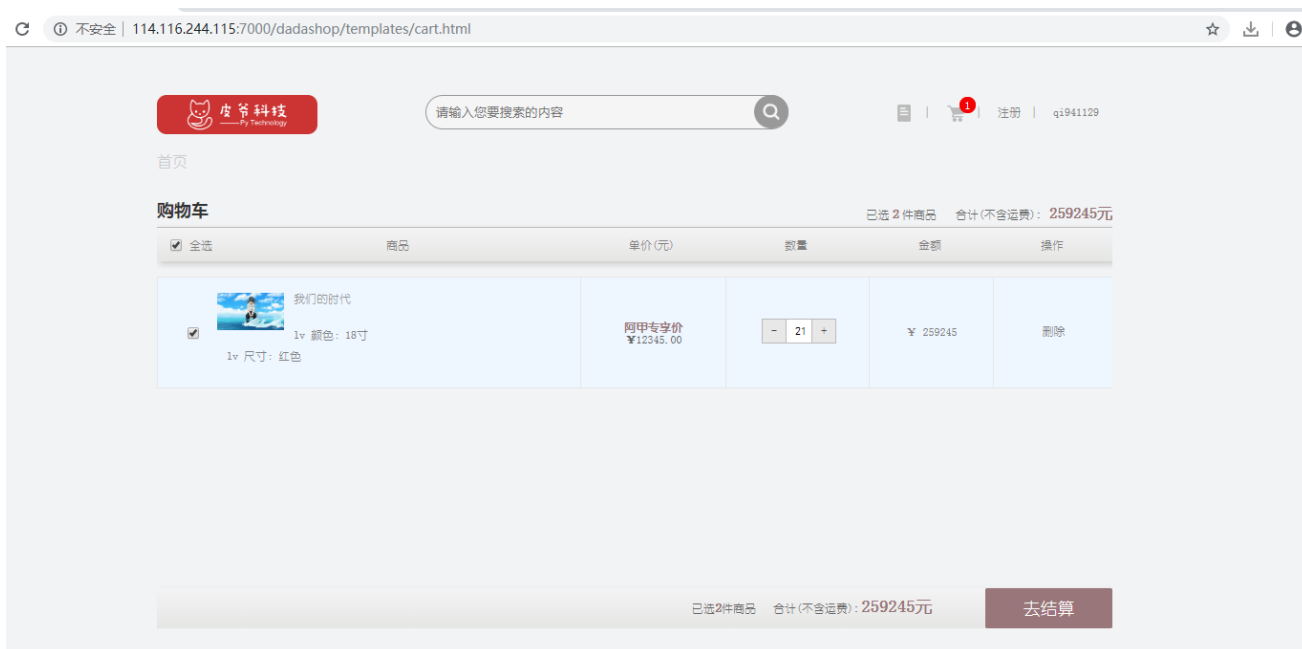 不安全 | 114.116.244.115:7000/dadashop/templates/cart.html
皮爷科技
——Py Technology
请输入您要搜索的内容
1
注册
qi941129
首页
购物车
已选 2 件商品 合计(不含运费): 259245元
全选 商品 单价(元) 数量 金额 操作
我们的时代
lv 颜色: 18寸
lv 尺寸: 红色
阿甲专享价
¥12345.00
- 21 +
¥ 259245
删除
已选2件商品 合计(不含运费): 259245元
去结算